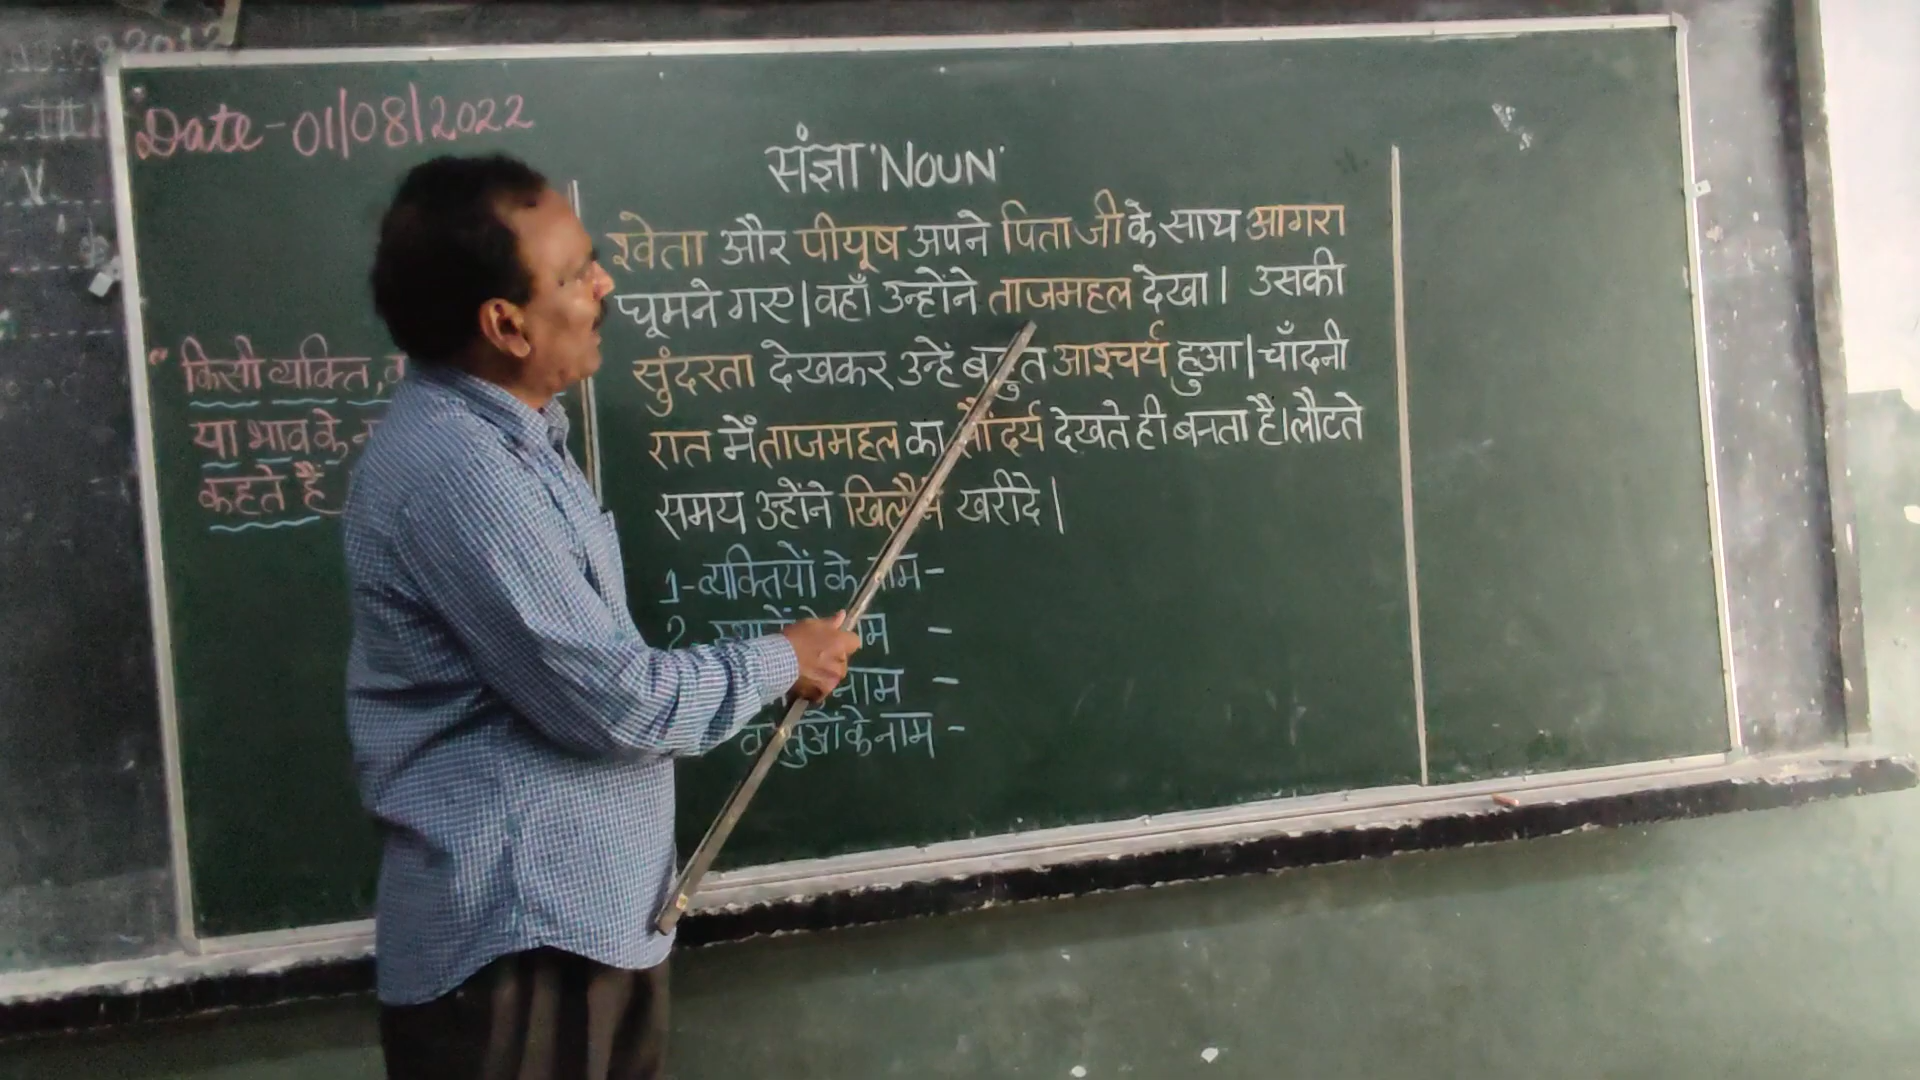 Date - 01/08/2022
संज्ञा 'NOUN'
"किसी व्यक्ति,
या भाव के
कहते हैं
श्वेता और पीयूष अपने पिताजी के साथ आगरा
घूमने गए। वहाँ उन्होंने ताजमहल देखा। उसकी
सुंदरता देखकर उन्हें बहुत आश्चर्य हुआ। चाँदनी
रात में ताजमहल का सौंदर्य देखते ही बनता है। लौटते
समय उन्होंने खिलौने खरीदे।
1- व्यक्तियों के नाम -
2- स्थानों के नाम -
नाम -
वस्तुओं के नाम -